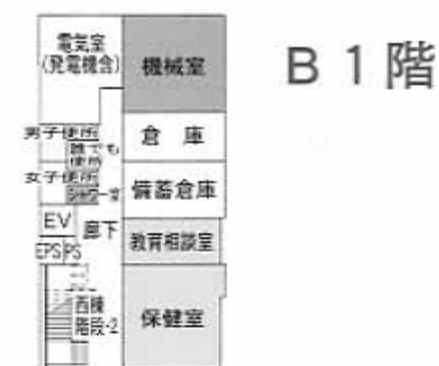 電気室
(発電機含)
機械室
B1階
男子便所
誰でも
便所
倉 庫
女子便所
シャワー室
備蓄倉庫
EV
廊下
EPS
PS
教育相談室
西棟
階段-2
保健室